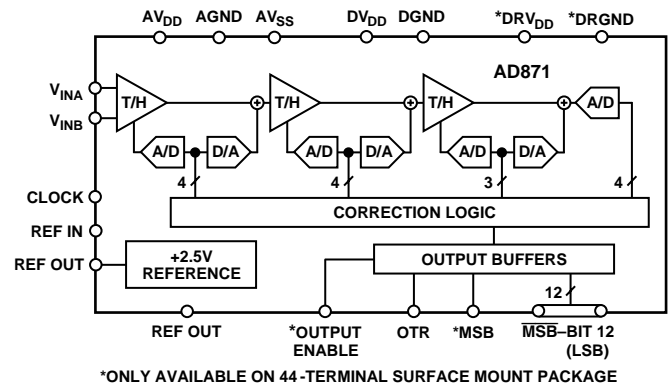 AVDD AGND AVSS DVDD DGND *DRVDD *DRGND
AD871
VINA
VINB
T/H T/H T/H A/D
A/D D/A A/D D/A A/D D/A
4 4 3 4
CLOCK
CORRECTION LOGIC
REF IN
REF OUT
+2.5V
REFERENCE
OUTPUT BUFFERS
12
REF OUT *OUTPUT
ENABLE OTR *MSB MSB–BIT 12
(LSB)
*ONLY AVAILABLE ON 44-TERMINAL SURFACE MOUNT PACKAGE